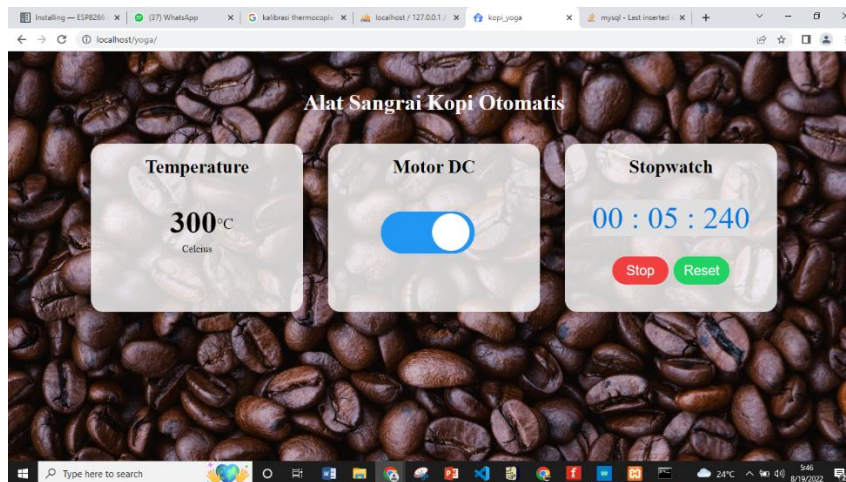 Installing — ESP8266
(37) WhatsApp
kalibrasi thermocople
localhost / 127.0.0.1 /
kopi_yoga
mysql - Last inserted
localhost/yoga/
Alat Sangrai Kopi Otomatis
Temperature
300°C
Celcius
Motor DC
Stopwatch
00 : 05 : 240
Stop Reset
Type here to search
24°C
5:46
8/19/2022